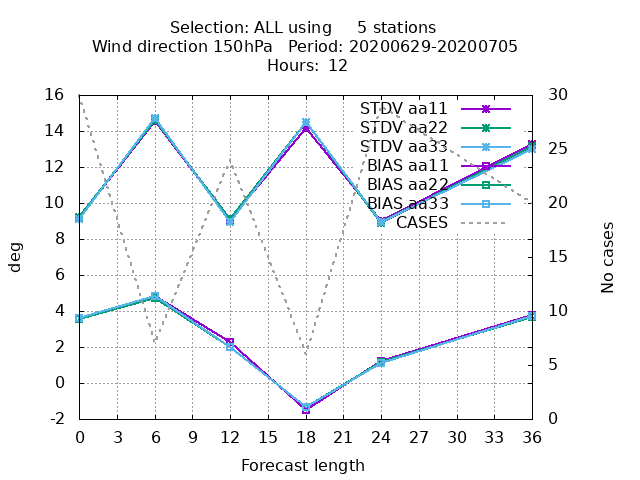 Selection: ALL using     5 stations
Wind direction 150hPa   Period: 20200629-20200705
Hours: 12
16 30
14 25
12 20
10 15
8 10
6 5
4 0
2
0
-2
deg
No cases
STDV aa11
STDV aa22
STDV aa33
BIAS aa11
BIAS aa22
BIAS aa33
CASES
0 3 6 9 12 15 18 21 24 27 30 33 36
Forecast length